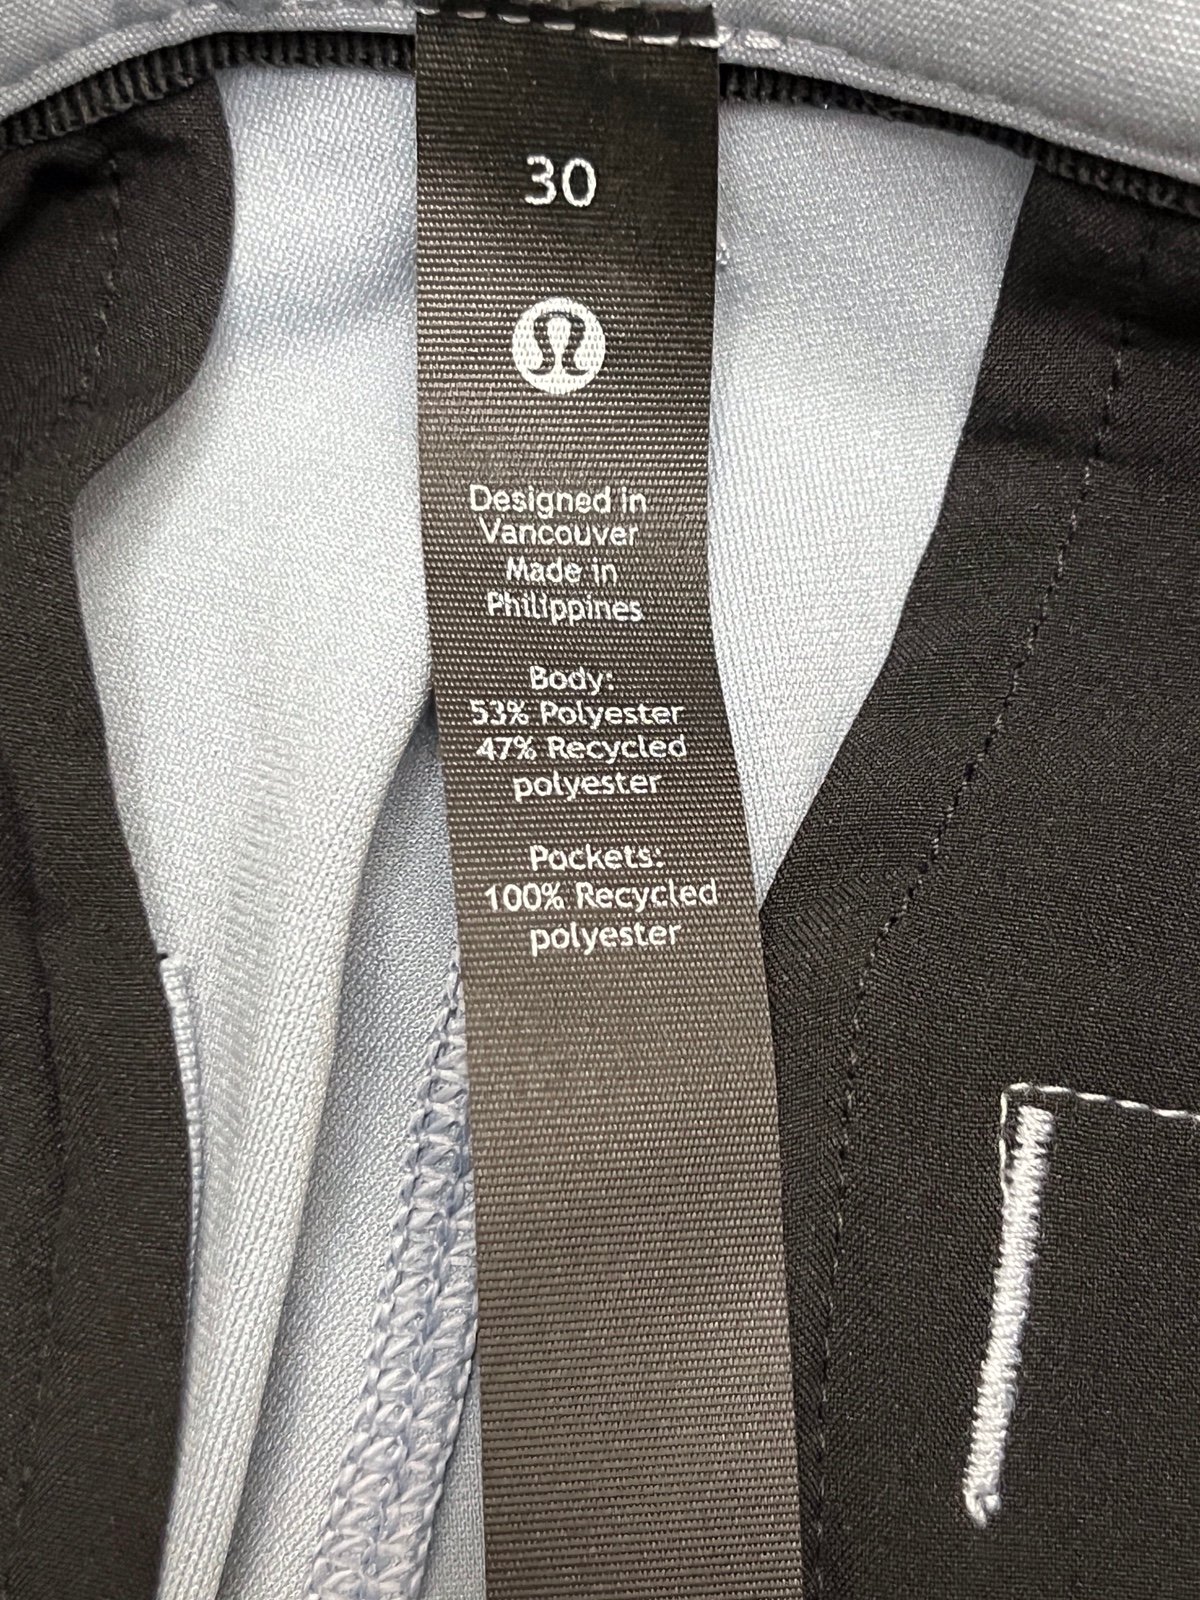 30
Designed in
Vancouver
Made in
Philippines
Body:
53% Polyester
47% Recycled
polyester
Pockets:
100% Recycled
polyester